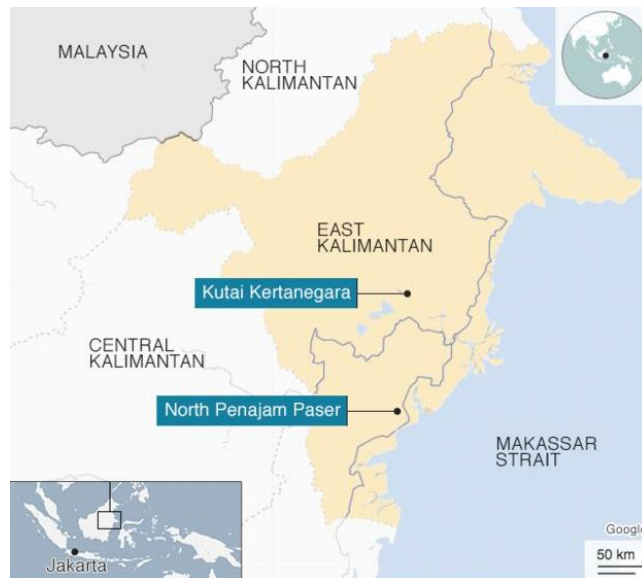 MALAYSIA
NORTH
KALIMANTAN
EAST
KALIMANTAN
Kutai Kertanegara
CENTRAL
KALIMANTAN
North Penajam Paser
MAKASSAR
STRAIT
Google
50 km
Jakarta